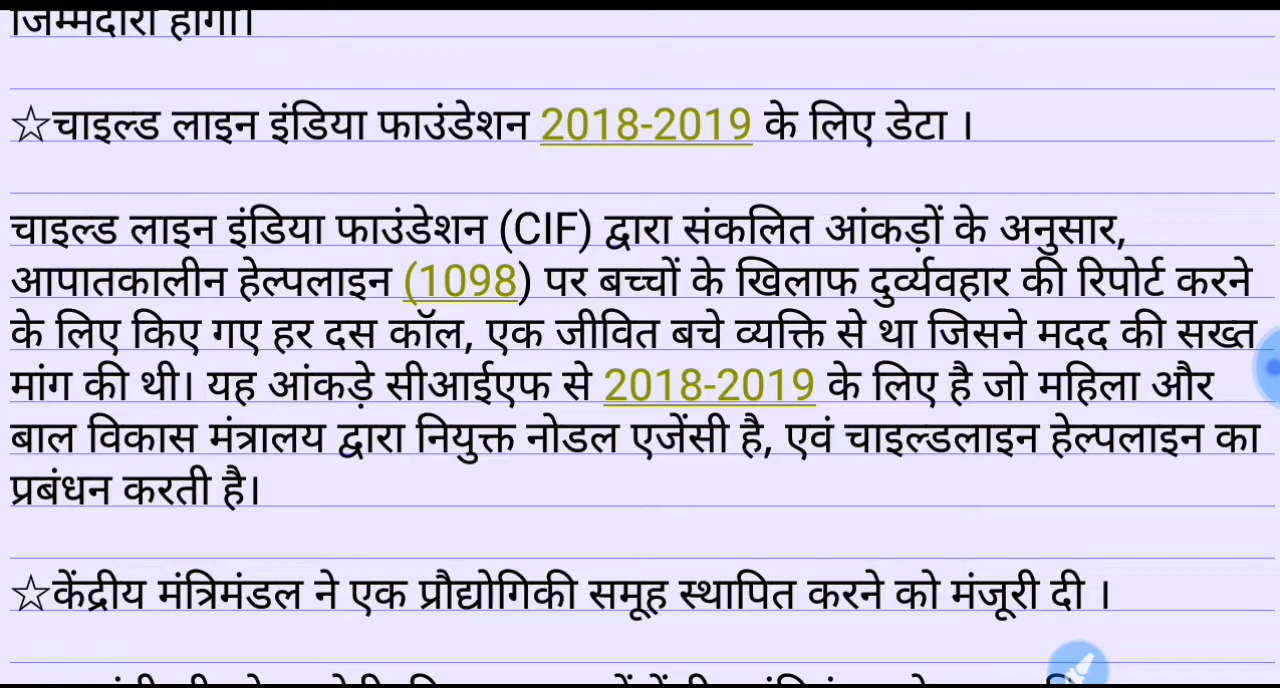 जिम्मेदारी होगी।
☆चाइल्ड लाइन इंडिया फाउंडेशन 2018-2019 के लिए डेटा ।
चाइल्ड लाइन इंडिया फाउंडेशन (CIF) द्वारा संकलित आंकड़ों के अनुसार,
आपातकालीन हेल्पलाइन (1098) पर बच्चों के खिलाफ दुर्व्यवहार की रिपोर्ट करने
के लिए किए गए हर दस कॉल, एक जीवित बचे व्यक्ति से था जिसने मदद की सख्त
मांग की थी। यह आंकड़े सीआईएफ से 2018-2019 के लिए है जो महिला और
बाल विकास मंत्रालय द्वारा नियुक्त नोडल एजेंसी है, एवं चाइल्डलाइन हेल्पलाइन का
प्रबंधन करती है।
☆केंद्रीय मंत्रिमंडल ने एक प्रौद्योगिकी समूह स्थापित करने को मंजूरी दी ।